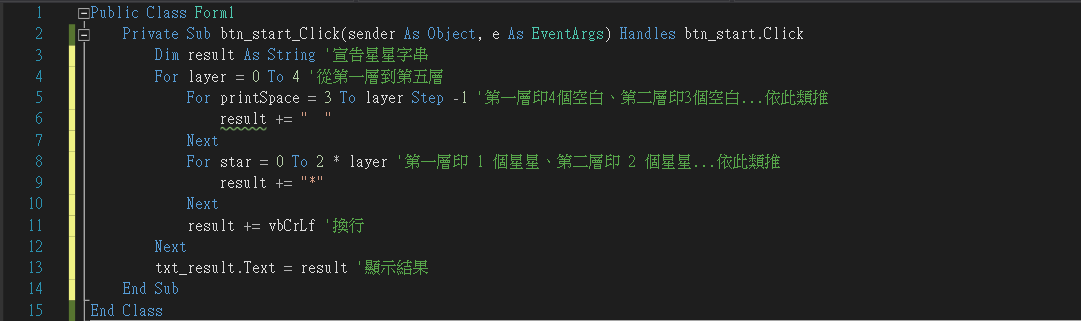 1 Public Class Form1
2 Private Sub btn_start_Click(sender As Object, e As EventArgs) Handles btn_start.Click
3 Dim result As String '宣告星星字串
4 For layer = 0 To 4 '從第一層到第五層
5 For printSpace = 3 To layer Step -1 '第一層印4個空白、第二層印3個空白...依此類推
6 result += "  "
7 Next
8 For star = 0 To 2 * layer '第一層印 1 個星星、第二層印 2 個星星...依此類推
9 result += "*"
10 Next
11 result += vbCrLf '換行
12 Next
13 txt_result.Text = result '顯示結果
14 End Sub
15 End Class